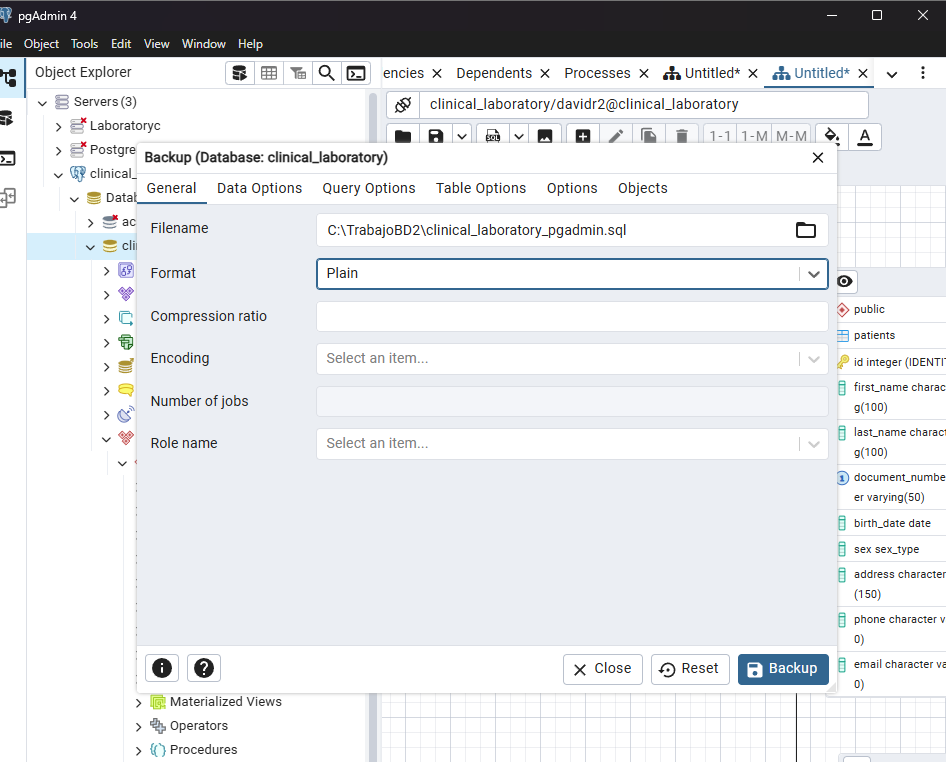 pgAdmin 4
ile Object Tools Edit View Window Help
Object Explorer
encies Dependents Processes Untitled* Untitled*
Servers (3)
clinical_laboratory/davidr2@clinical_laboratory
Laboratoryc
SQL 1-1 1-M M-M A
Postgre
Backup (Database: clinical_laboratory)
clinical_
General Data Options Query Options Table Options Options Objects
Datab
Filename C:\TrabajoBD2\clinical_laboratory_pgadmin.sql
ac
clin
Format Plain
public
Compression ratio
patients
Encoding Select an item...
id integer (IDENTI
first_name charac
g(100)
Number of jobs
last_name charact
g(100)
Role name Select an item...
document_numbe
er varying(50)
birth_date date
sex sex_type
address character
(150)
phone character v
0)
email character va
0)
Close Reset Backup
Materialized Views
Operators
Procedures